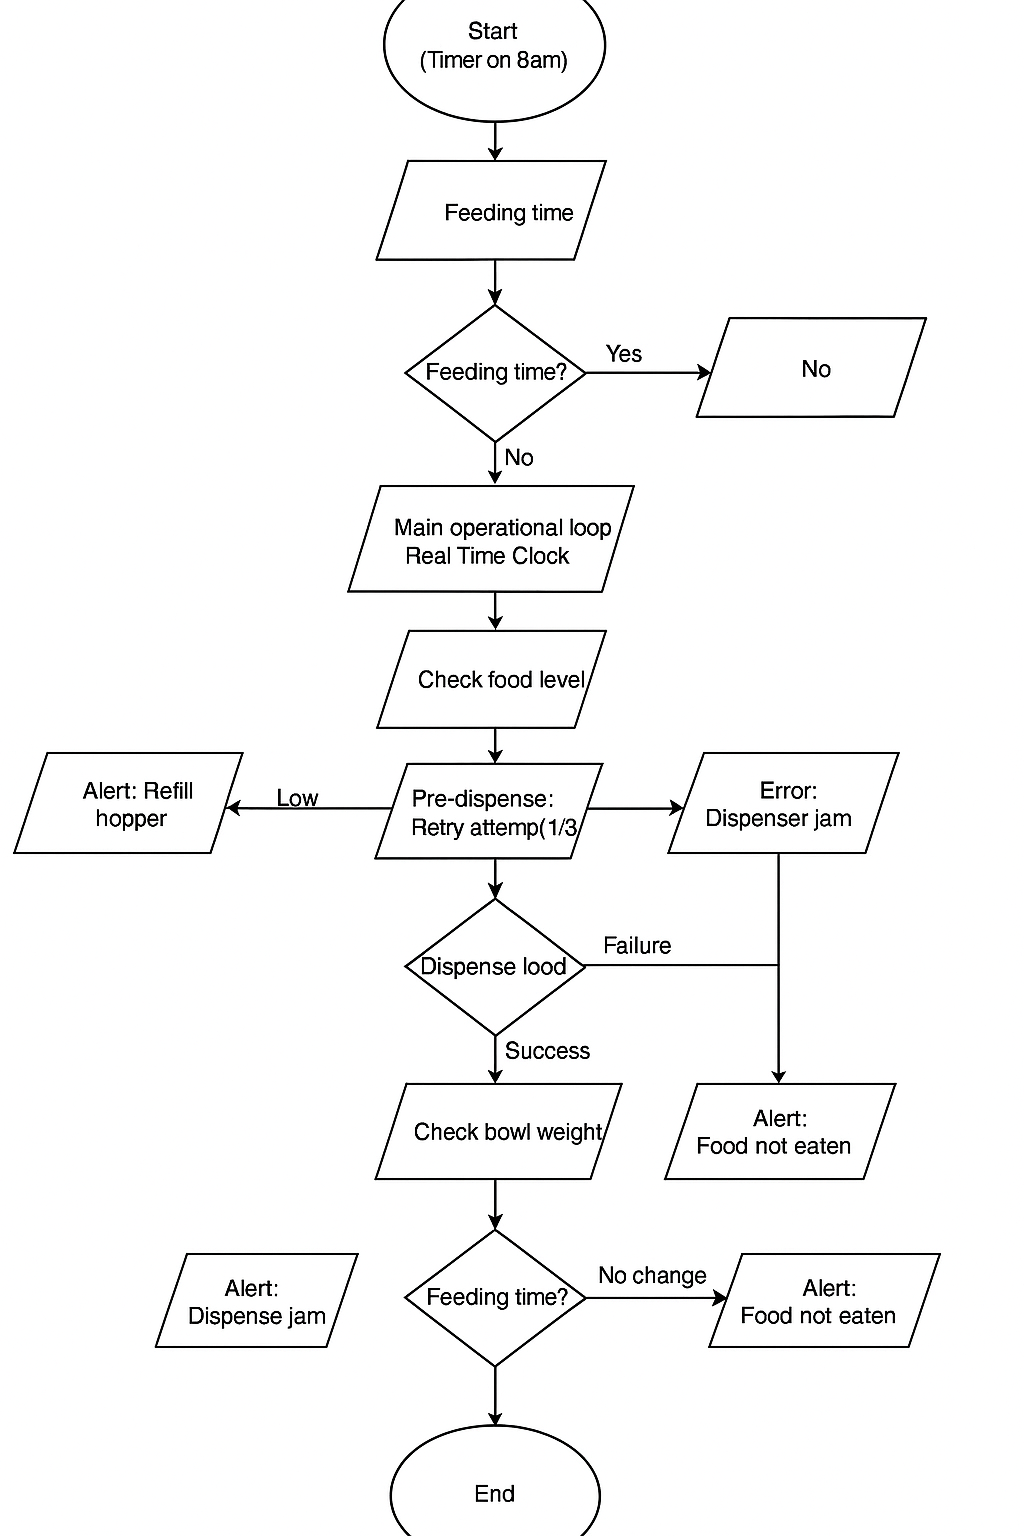 Start
(Timer on 8am)
Feeding time
Feeding time?
Yes
No
No
Main operational loop
Real Time Clock
Check food level
Alert: Refill
hopper
Low
Pre-dispense:
Retry attemp(1/3
Error:
Dispenser jam
Dispense lood
Failure
Success
Check bowl weight
Alert:
Food not eaten
Alert:
Dispense jam
Feeding time?
No change
Alert:
Food not eaten
End